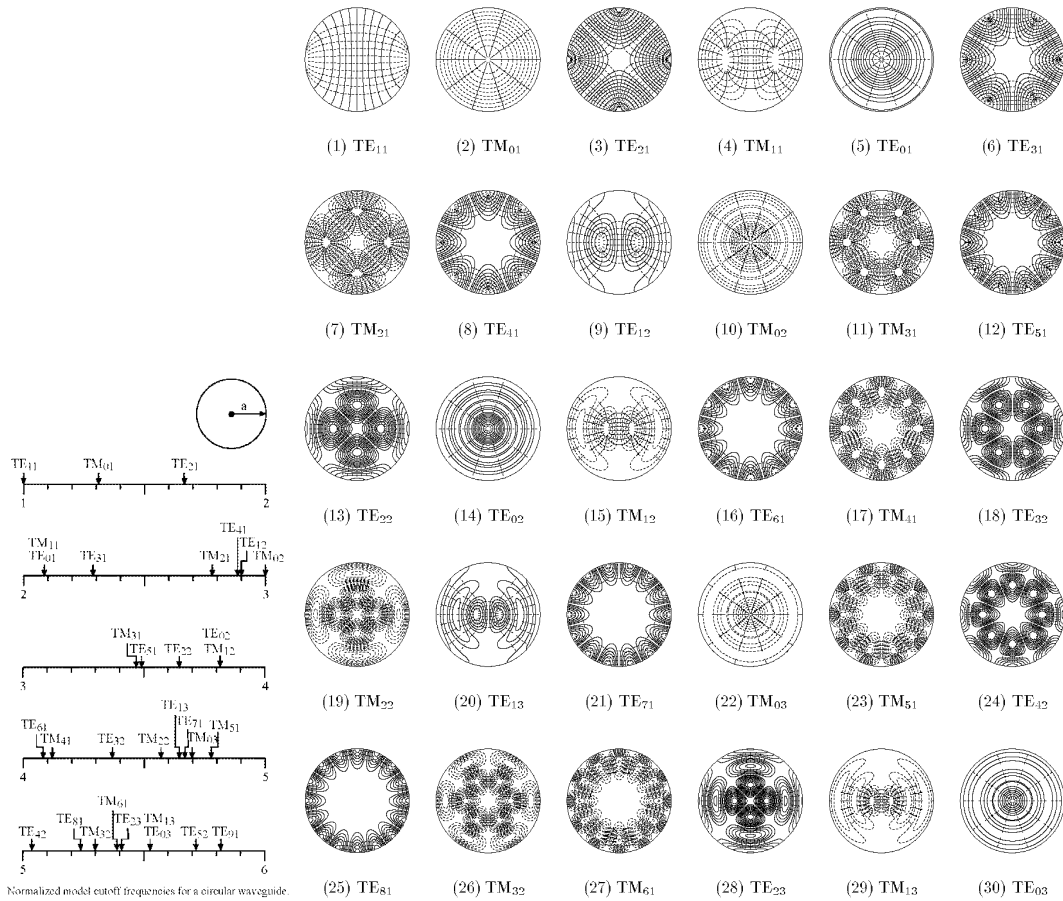 (1) TE₁₁ (2) TM₀₁ (3) TE₂₁ (4) TM₁₁ (5) TE₀₁ (6) TE₃₁
(7) TM₂₁ (8) TE₄₁ (9) TE₁₂ (10) TM₀₂ (11) TM₃₁ (12) TE₅₁
a
(13) TE₂₂ (14) TE₀₂ (15) TM₁₂ (16) TE₆₁ (17) TM₄₁ (18) TE₃₂
(19) TM₂₂ (20) TE₁₃ (21) TE₇₁ (22) TM₀₃ (23) TM₅₁ (24) TE₄₂
(25) TE₈₁ (26) TM₃₂ (27) TM₆₁ (28) TE₂₃ (29) TM₁₃ (30) TE₀₃
TE₁₁ TM₀₁ TE₂₁
1 2
TE₄₁
TM₁₁ TE₁₂
TE₀₁ TE₃₁ TM₂₁ TM₀₂
2 3
TM₃₁ TE₀₂
TE₅₁ TE₂₂ TM₁₂
3 4
TE₁₃
TE₆₁ TE₇₁ TM₅₁
TM₄₁ TE₃₂ TM₂₂ TM₀₃
4 5
TM₆₁
TE₈₁ TE₂₃ TM₁₃
TE₄₂ TM₃₂ TE₀₃ TE₅₂ TE₉₁
5 6
Normalized model cutoff frequencies for a circular waveguide.